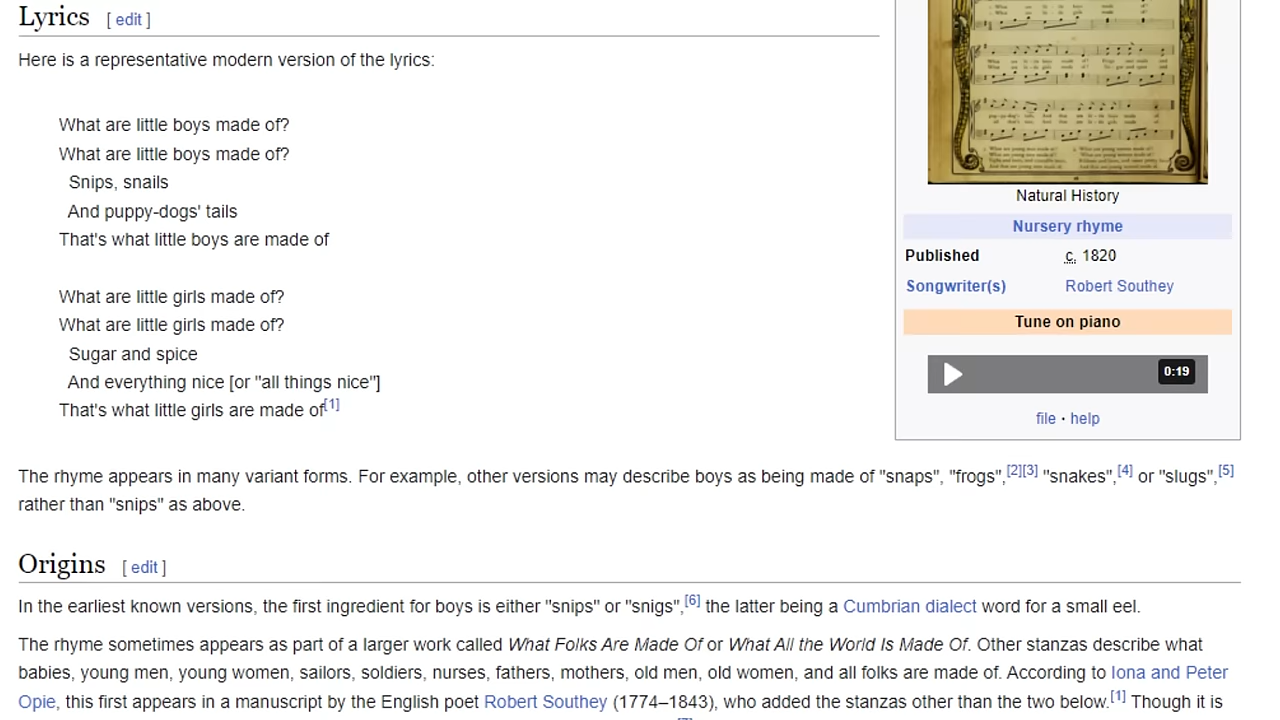 Lyrics [ edit ]
Here is a representative modern version of the lyrics:
What are little boys made of?
What are little boys made of?
Snips, snails
And puppy-dogs' tails
That's what little boys are made of
What are little girls made of?
What are little girls made of?
Sugar and spice
And everything nice [or "all things nice"]
That's what little girls are made of[1]
Natural History
Nursery rhyme
Published c. 1820
Songwriter(s) Robert Southey
Tune on piano
0:19
file · help
The rhyme appears in many variant forms. For example, other versions may describe boys as being made of "snaps", "frogs",[2][3] "snakes",[4] or "slugs",[5]
rather than "snips" as above.
Origins [ edit ]
In the earliest known versions, the first ingredient for boys is either "snips" or "snigs",[6] the latter being a Cumbrian dialect word for a small eel.
The rhyme sometimes appears as part of a larger work called What Folks Are Made Of or What All the World Is Made Of. Other stanzas describe what
babies, young men, young women, sailors, soldiers, nurses, fathers, mothers, old men, old women, and all folks are made of. According to Iona and Peter
Opie, this first appears in a manuscript by the English poet Robert Southey (1774–1843), who added the stanzas other than the two below.[1] Though it is